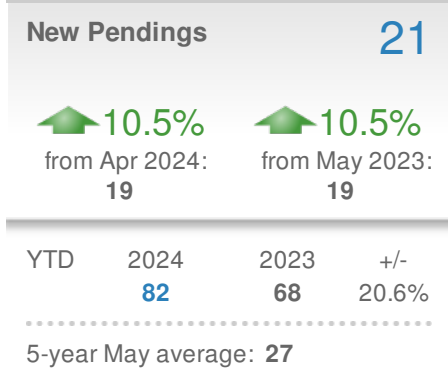 New Pendings 21
10.5% 10.5%
from Apr 2024: from May 2023:
19 19
YTD 2024 2023 +/-
82 68 20.6%
5-year May average: 27